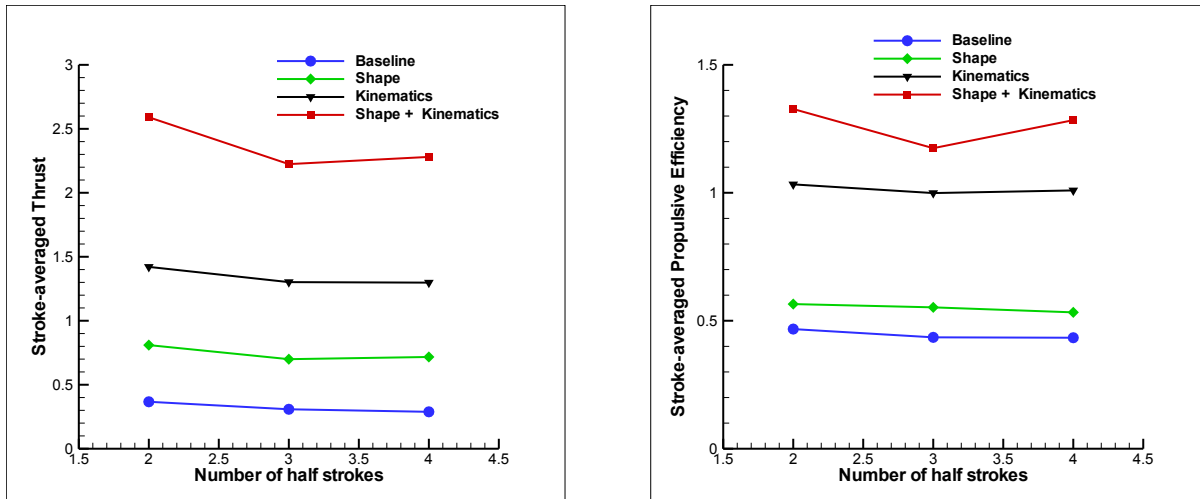 Baseline
Shape
Kinematics
Shape + Kinematics
3
2.5
2
1.5
1
0.5
0
Stroke-averaged Thrust
1.5 2 2.5 3 3.5 4 4.5
Number of half strokes
Baseline
Shape
Kinematics
Shape + Kinematics
1.5
1
0.5
0
Stroke-averaged Propulsive Efficiency
1.5 2 2.5 3 3.5 4 4.5
Number of half strokes